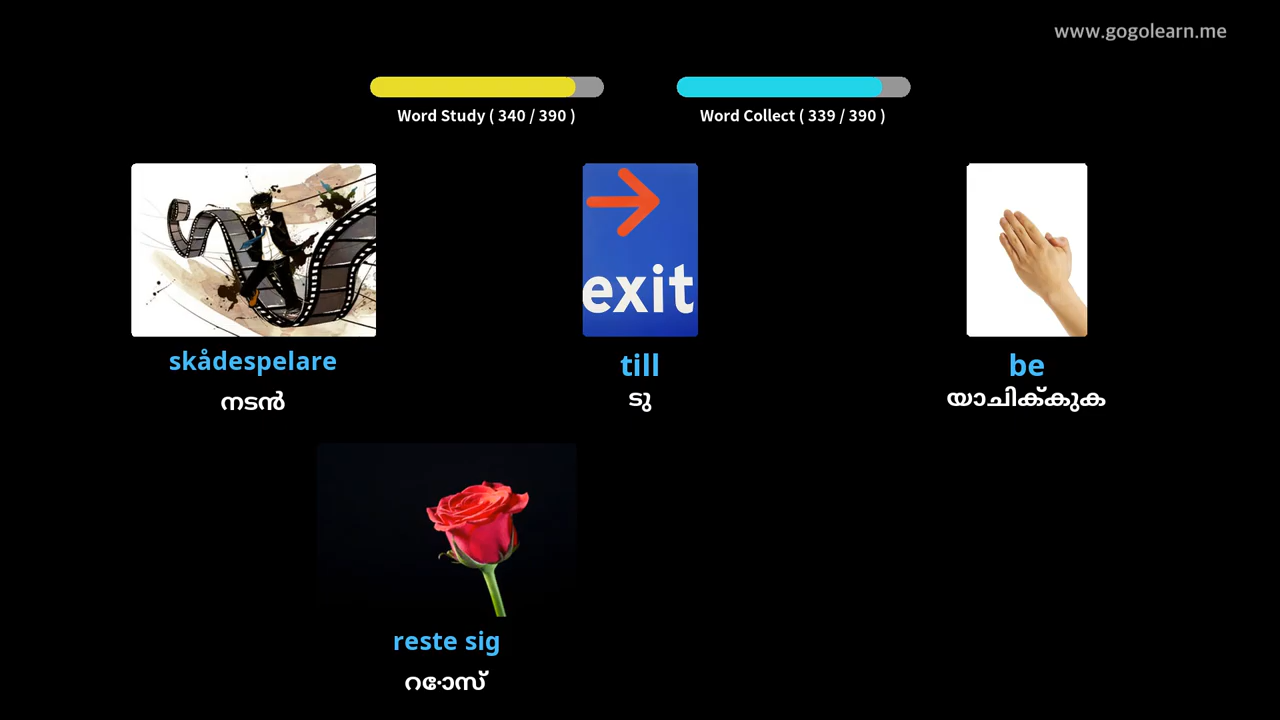 www.gogolearn.me
Word Study ( 340 / 390 )
Word Collect ( 339 / 390 )
exit
skådespelare
till
be
നടൻ
ടു
യാചിക്കുക
reste sig
റോസ്